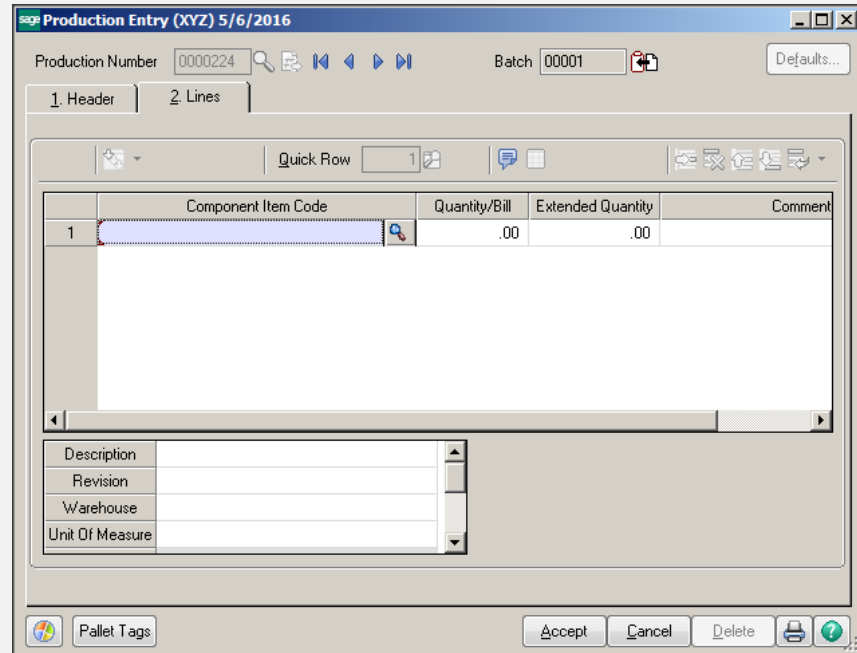 sage Production Entry (XYZ) 5/6/2016
Production Number 0000224 Batch 00001 Defaults...
1. Header 2. Lines
Quick Row 1
Component Item Code Quantity/Bill Extended Quantity Comment
1 .00 .00
Description
Revision
Warehouse
Unit Of Measure
Pallet Tags Accept Cancel Delete ?